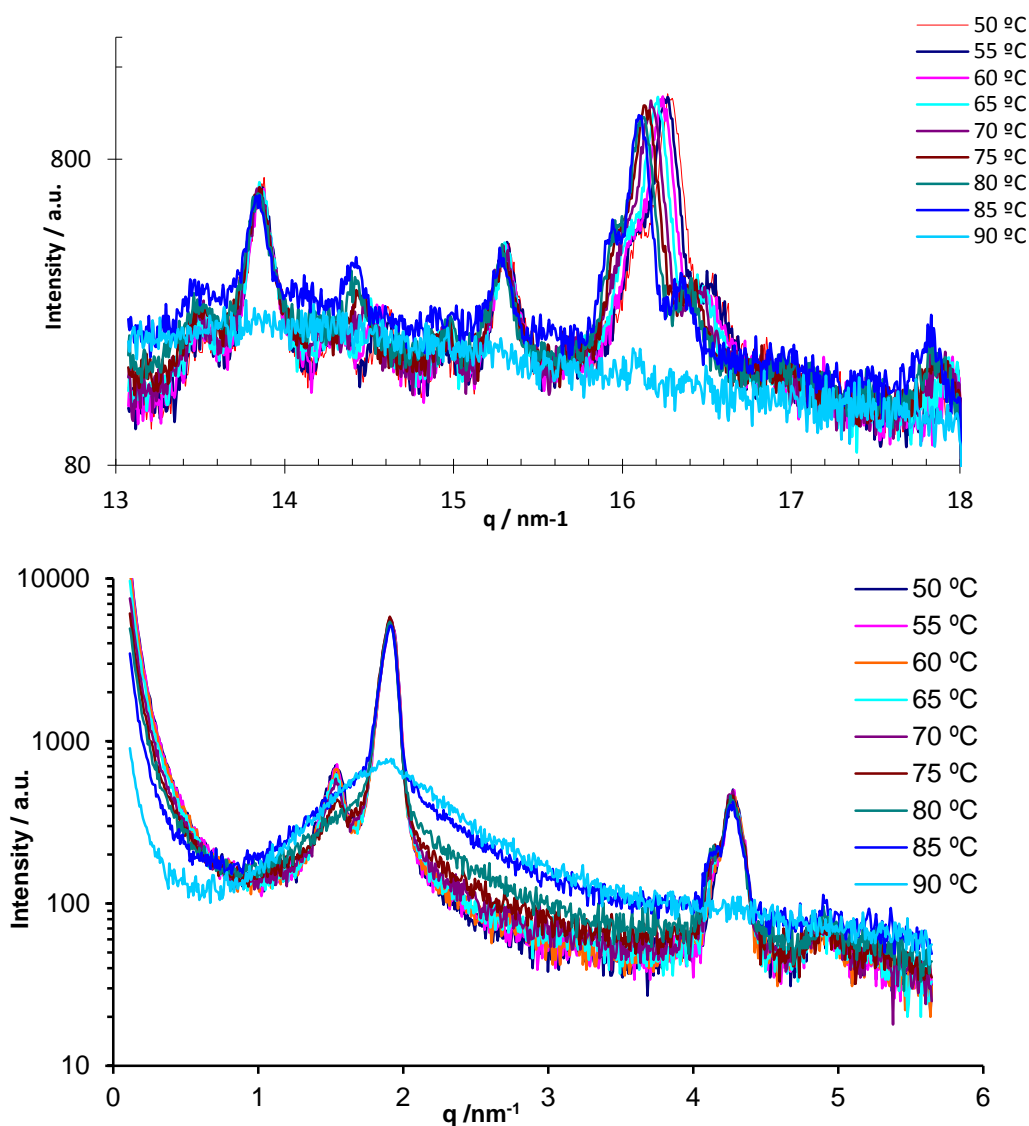 50 ºC
55 ºC
60 ºC
65 ºC
70 ºC
75 ºC
80 ºC
85 ºC
90 ºC
Intensity / a.u.
800
80
13 14 15 16 17 18
q / nm-1
10000
1000
100
10
Intensity / a.u.
50 ºC
55 ºC
60 ºC
65 ºC
70 ºC
75 ºC
80 ºC
85 ºC
90 ºC
0 1 2 3 4 5 6
q /nm-1